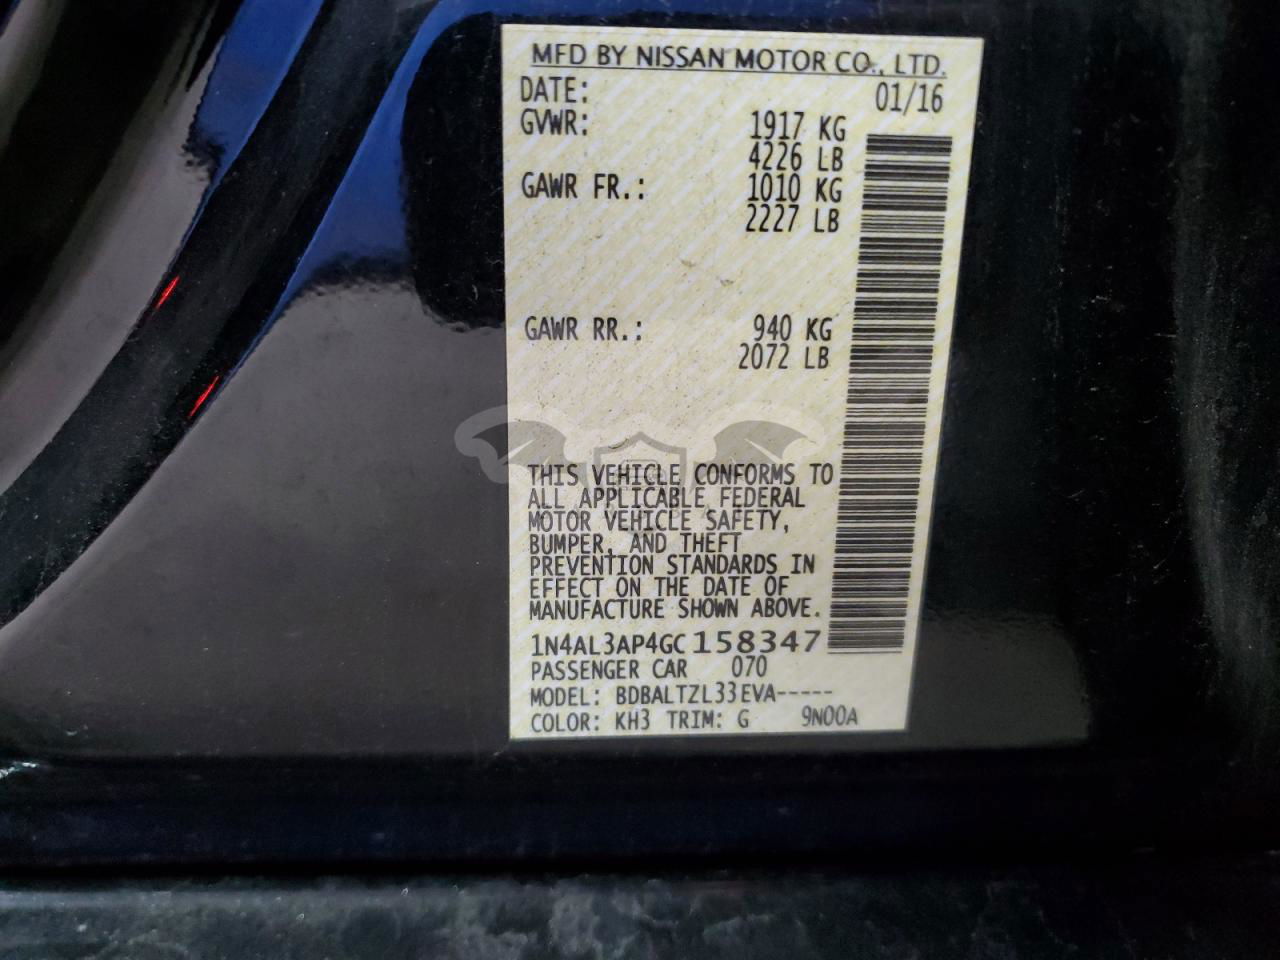 MFD BY NISSAN MOTOR CO., LTD.
DATE: 01/16
GVWR: 1917 KG
4226 LB
GAWR FR.: 1010 KG
2227 LB
GAWR RR.: 940 KG
2072 LB
THIS VEHICLE CONFORMS TO
ALL APPLICABLE FEDERAL
MOTOR VEHICLE SAFETY,
BUMPER, AND THEFT
PREVENTION STANDARDS IN
EFFECT ON THE DATE OF
MANUFACTURE SHOWN ABOVE.
1N4AL3AP4GC158347
PASSENGER CAR 070
MODEL: BDBALTZL33EVA-----
COLOR: KH3 TRIM: G 9N00A